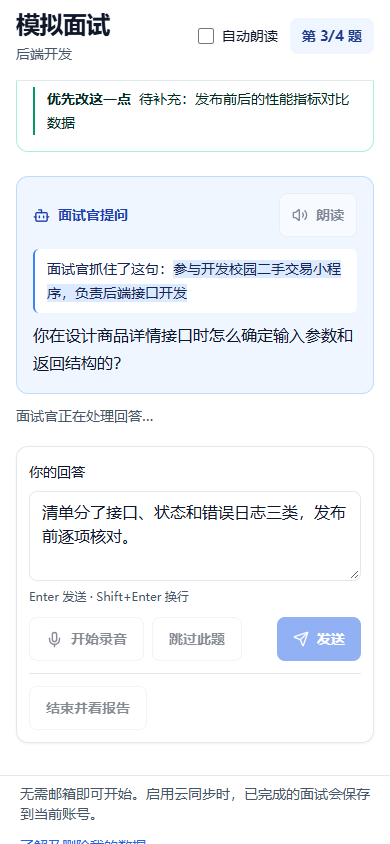 模拟面试
后端开发
自动朗读
第 3/4 题
优先改这一点 待补充：发布前后的性能指标对比
数据
面试官提问
朗读
面试官抓住了这句：参与开发校园二手交易小程
序，负责后端接口开发
你在设计商品详情接口时怎么确定输入参数和
返回结构的？
面试官正在处理回答...
你的回答
清单分了接口、状态和错误日志三类，发布
前逐项核对。
Enter 发送 · Shift+Enter 换行
开始录音
跳过此题
发送
结束并看报告
无需邮箱即可开始。启用云同步时，已完成的面试会保存
到当前账号。
了解及删除我的数据